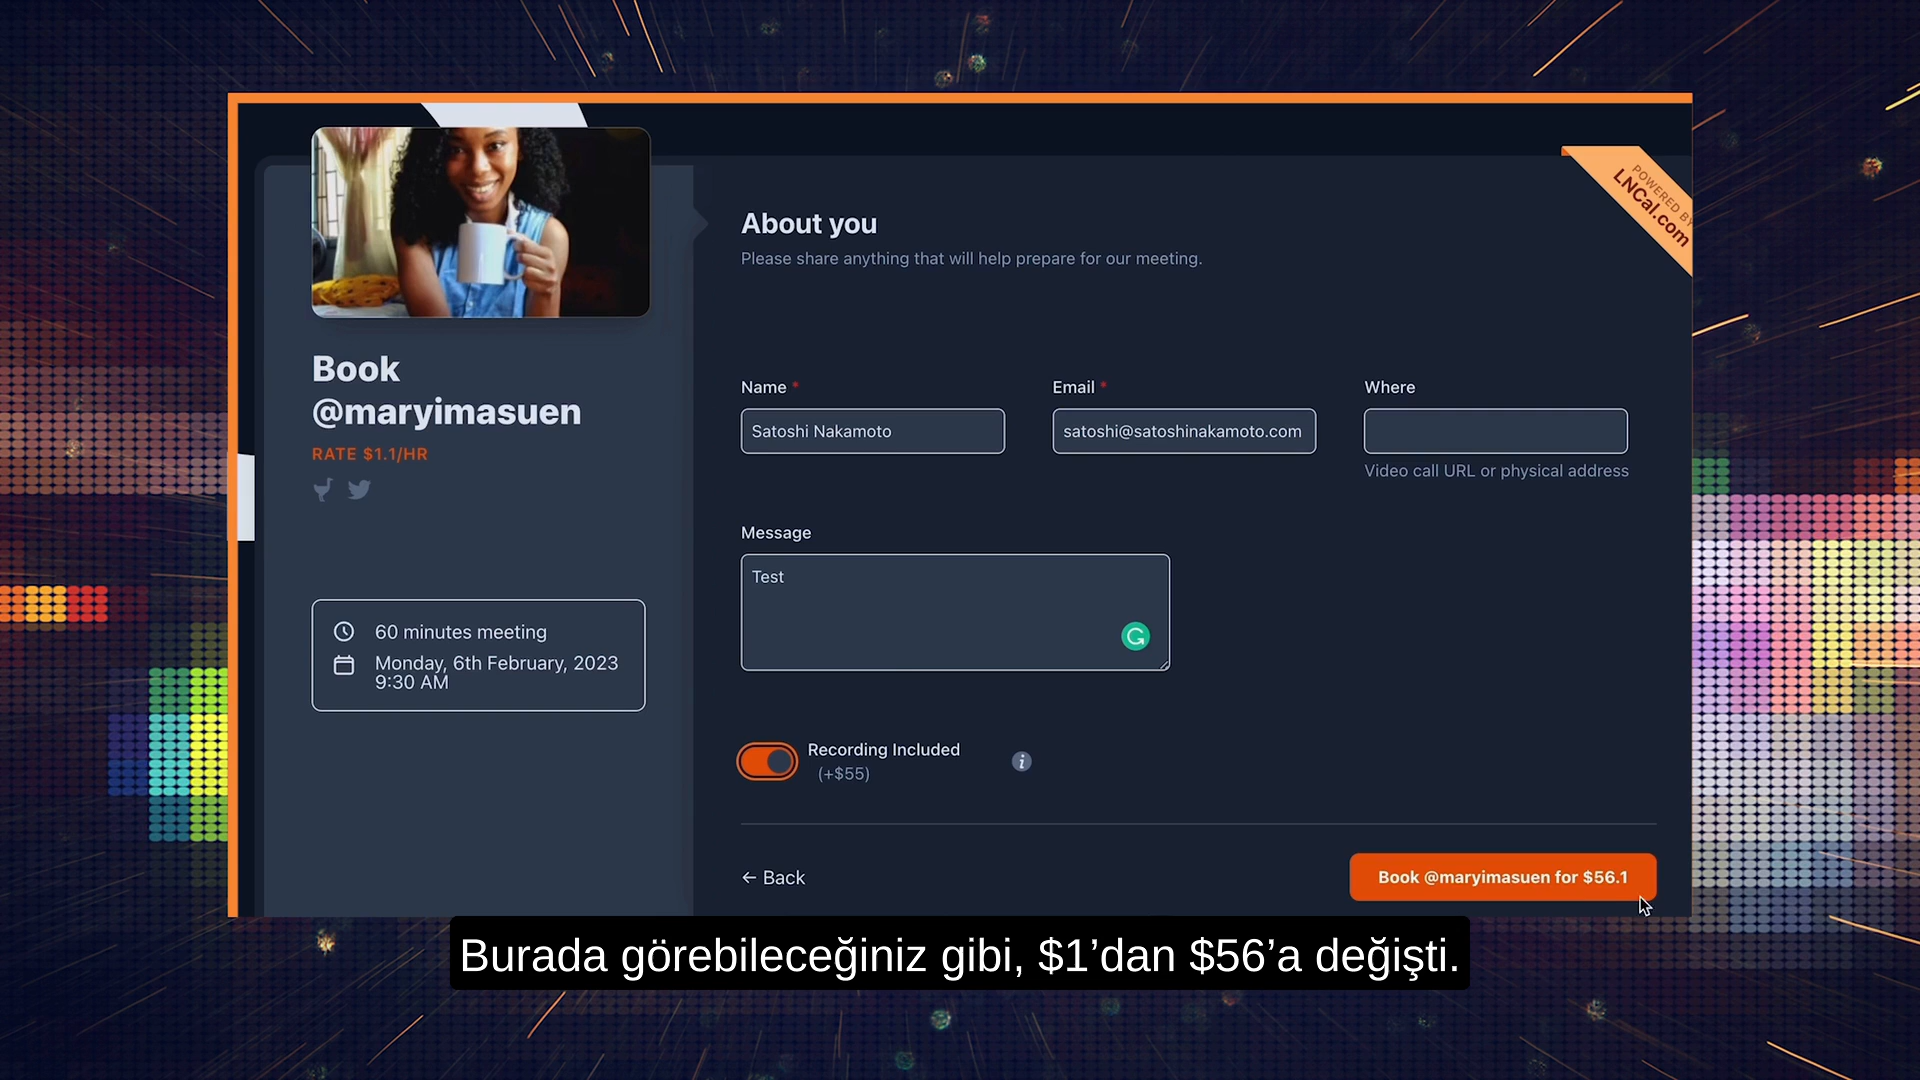 POWERED BY
LNCal.com
Book
@maryimasuen
RATE $1.1/HR
60 minutes meeting
Monday, 6th February, 2023
9:30 AM
About you
Please share anything that will help prepare for our meeting.
Name *
Email *
Where
Satoshi Nakamoto
satoshi@satoshinakamoto.com
Video call URL or physical address
Message
Test
Recording Included
(+$55)
← Back
Book @maryimasuen for $56.1
Burada görebileceğiniz gibi, $1’dan $56’a değişti.